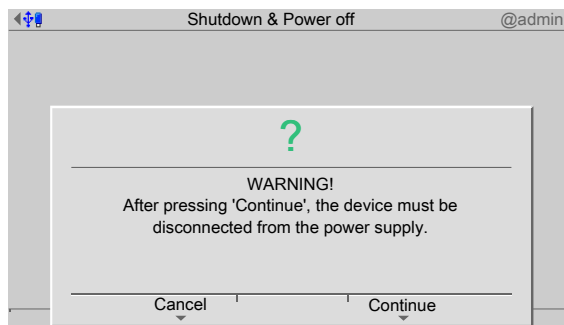 Shutdown & Power off @admin
?
WARNING!
After pressing 'Continue', the device must be
disconnected from the power supply.
Cancel Continue